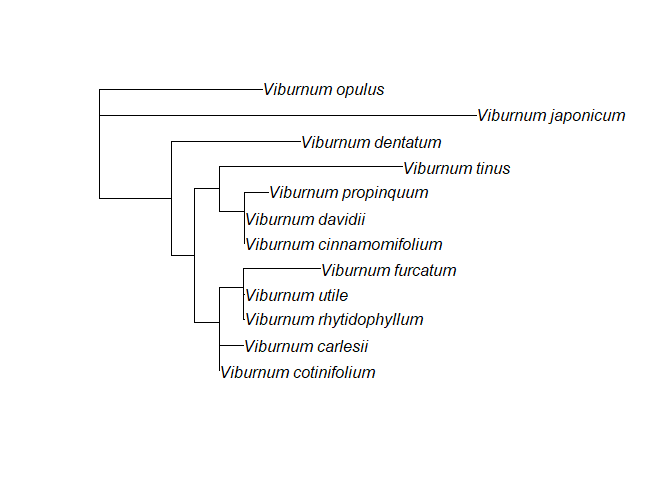 Viburnum opulus
Viburnum japonicum
Viburnum dentatum
Viburnum tinus
Viburnum propinquum
Viburnum davidii
Viburnum cinnamomifolium
Viburnum furcatum
Viburnum utile
Viburnum rhytidophyllum
Viburnum carlesii
Viburnum cotinifolium